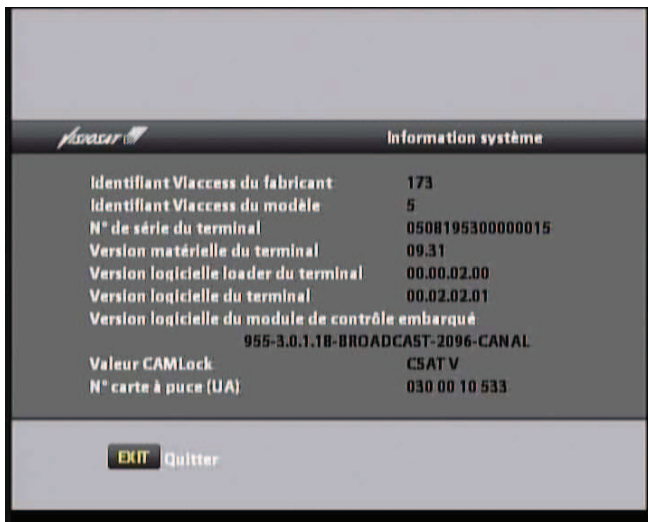 VISIOSAT
Information système
Identifiant Viaccess du fabricant 173
Identifiant Viaccess du modèle 5
N° de série du terminal 0508195300000015
Version matérielle du terminal 09.31
Version logicielle loader du terminal 00.00.02.00
Version logicielle du terminal 00.02.02.01
Version logicielle du module de contrôle embarqué
955-3.0.1.18-BROADCAST-2096-CANAL
Valeur CAMLock CSAT V
N° carte à puce (UA) 030 00 10 533
EXIT Quitter